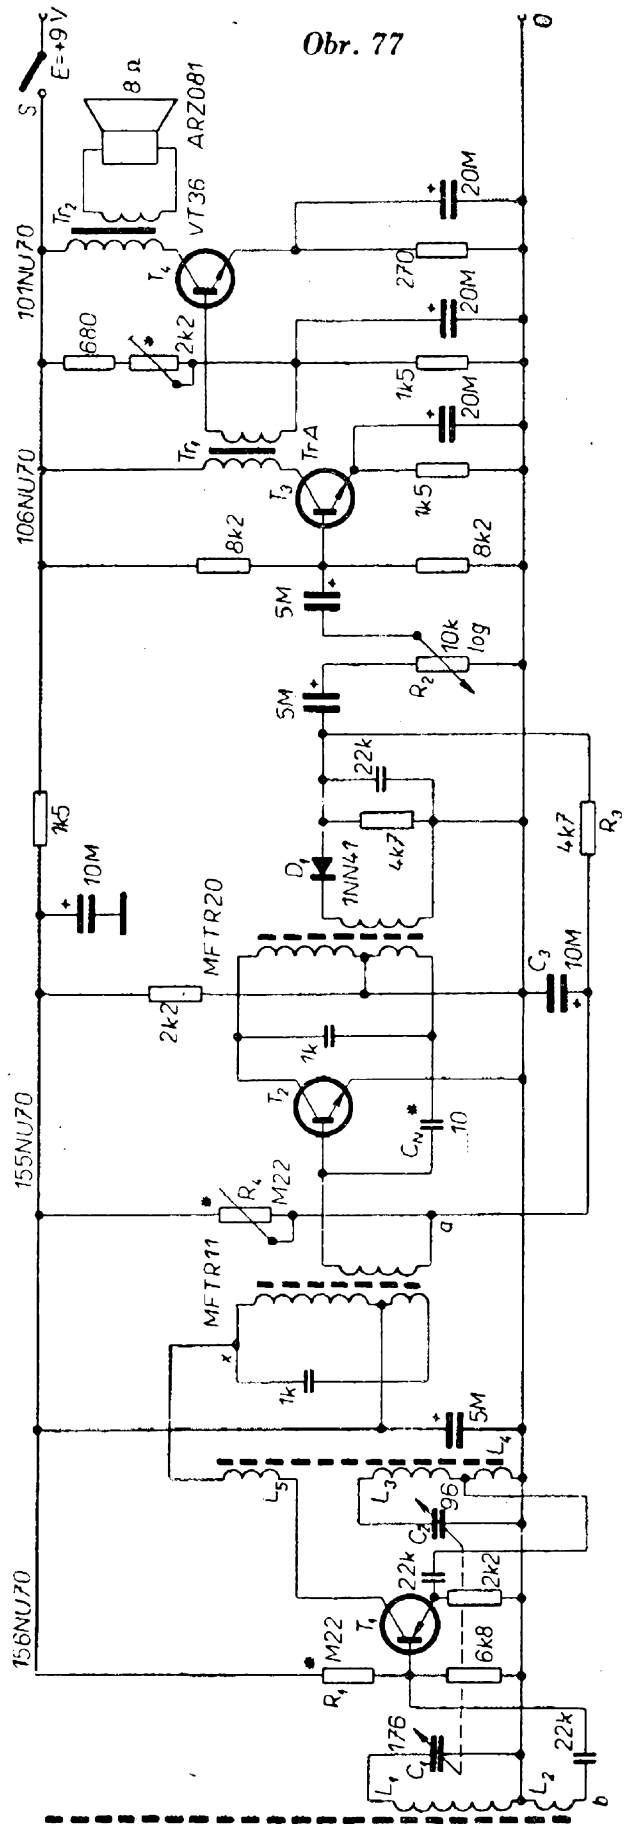 Obr. 77
156NU70
155NU70
106NU70
101NU70
S
E=+9V
0
L₁
176
C₁
L₂
22k
b
R₁
M22
*
6k8
T₁
22k
2k2
C₂
96
L₃
L₄
L₅
5M
+
1k
x
MFTR11
*
R₄
M22
a
T₂
C_N
*
10
1k
2k2
MFTR20
C₃
10M
+
10M
+
1k5
D₁
1NN41
4k7
22k
4k7
R₃
5M
+
R₂
10k
log
5M
+
8k2
8k2
T₃
1k5
20M
+
Tr₁
TrA
680
*
2k2
1k5
20M
+
T₄
270
20M
+
Tr₂
VT36
8 Ω
ARZ081